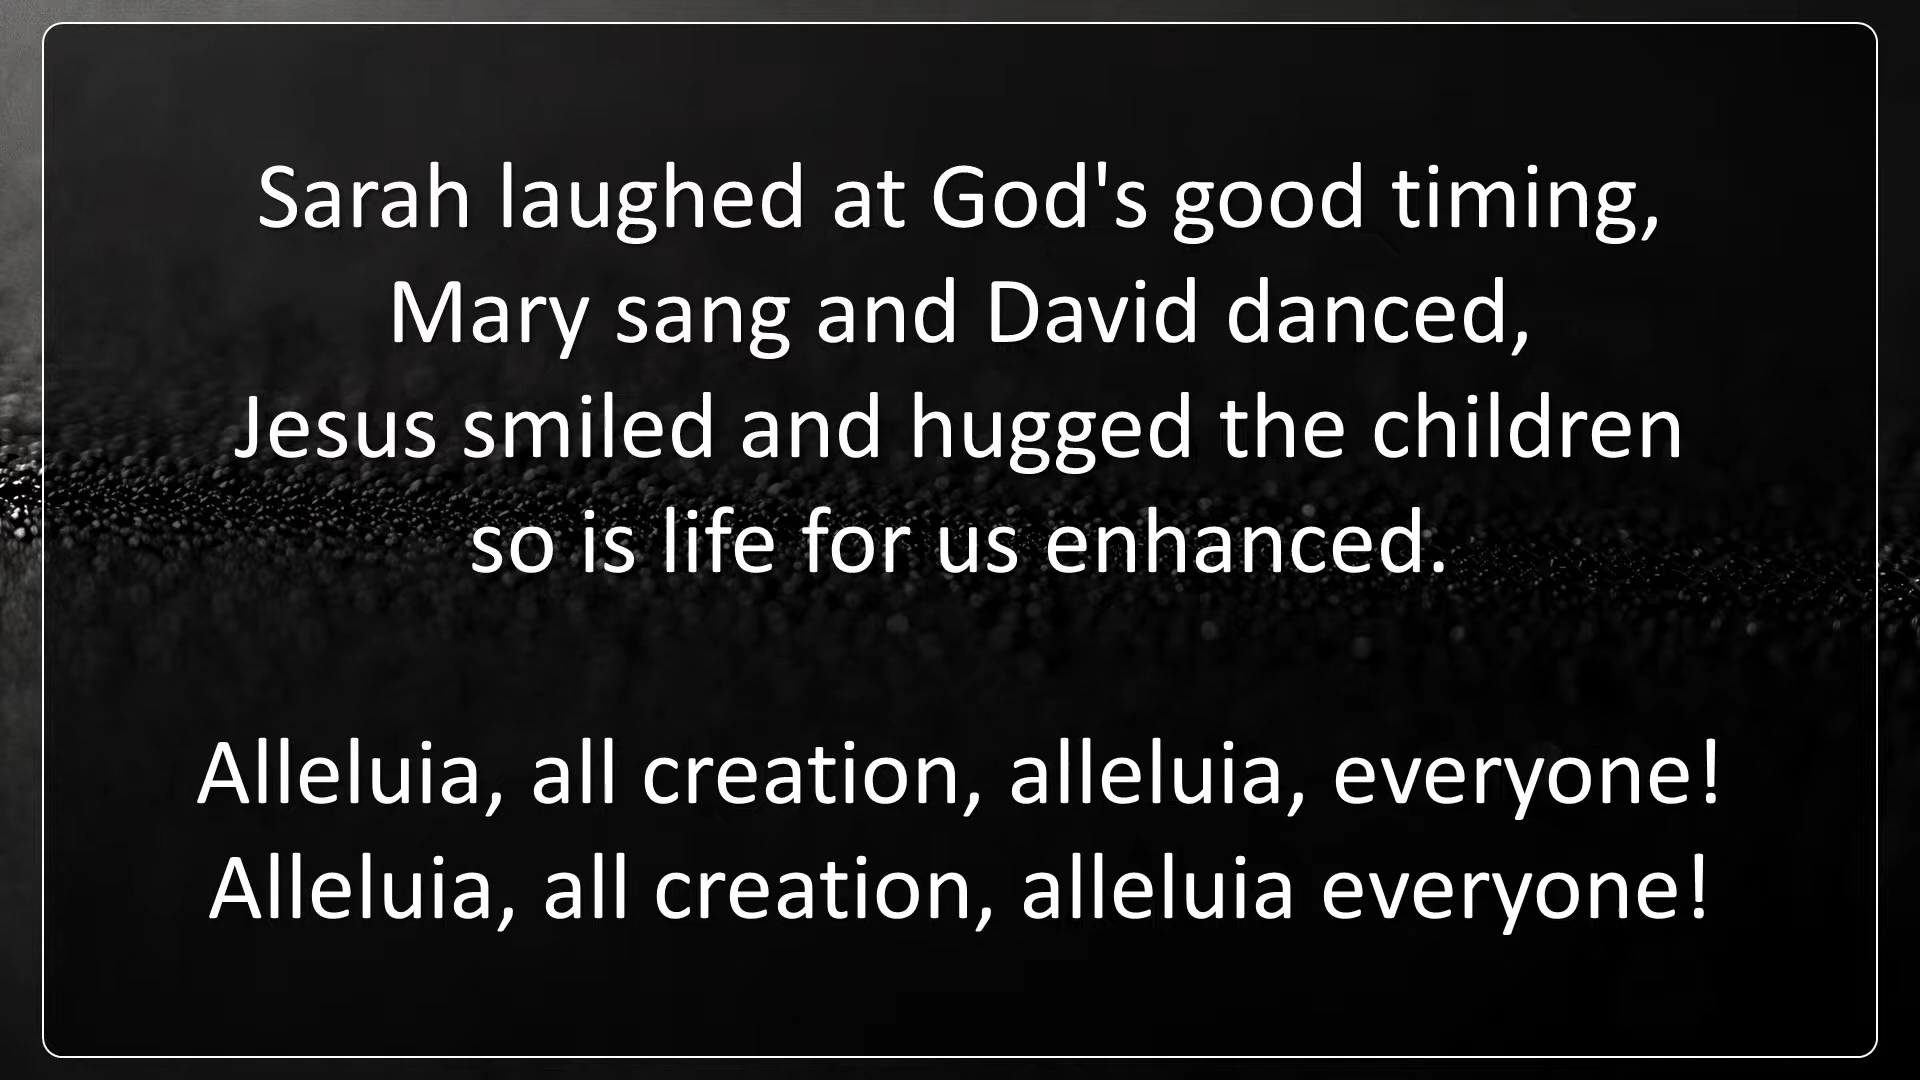 Sarah laughed at God's good timing,
Mary sang and David danced,
Jesus smiled and hugged the children
so is life for us enhanced.
Alleluia, all creation, alleluia, everyone!
Alleluia, all creation, alleluia everyone!